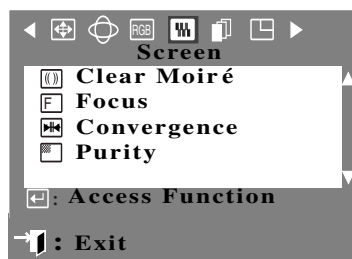 RGB
Screen
Clear Moiré
F Focus
Convergence
Purity
: Access Function
: Exit